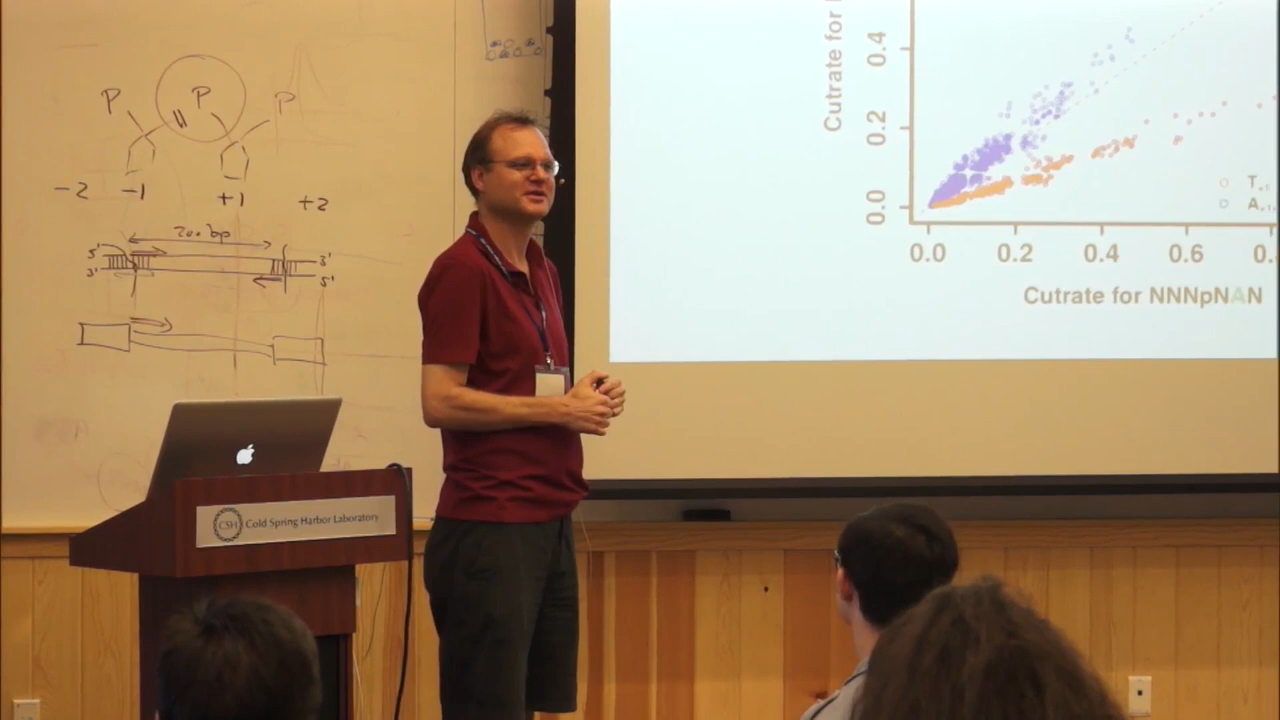 P P P
-2 -1 +1 +2
200 bp
5' 3'
3' 5'
CSH Cold Spring Harbor Laboratory
Cutrate for
0.4
0.2
0.0
0.0 0.2 0.4 0.6 0.
Cutrate for NNNpNAN
T
A